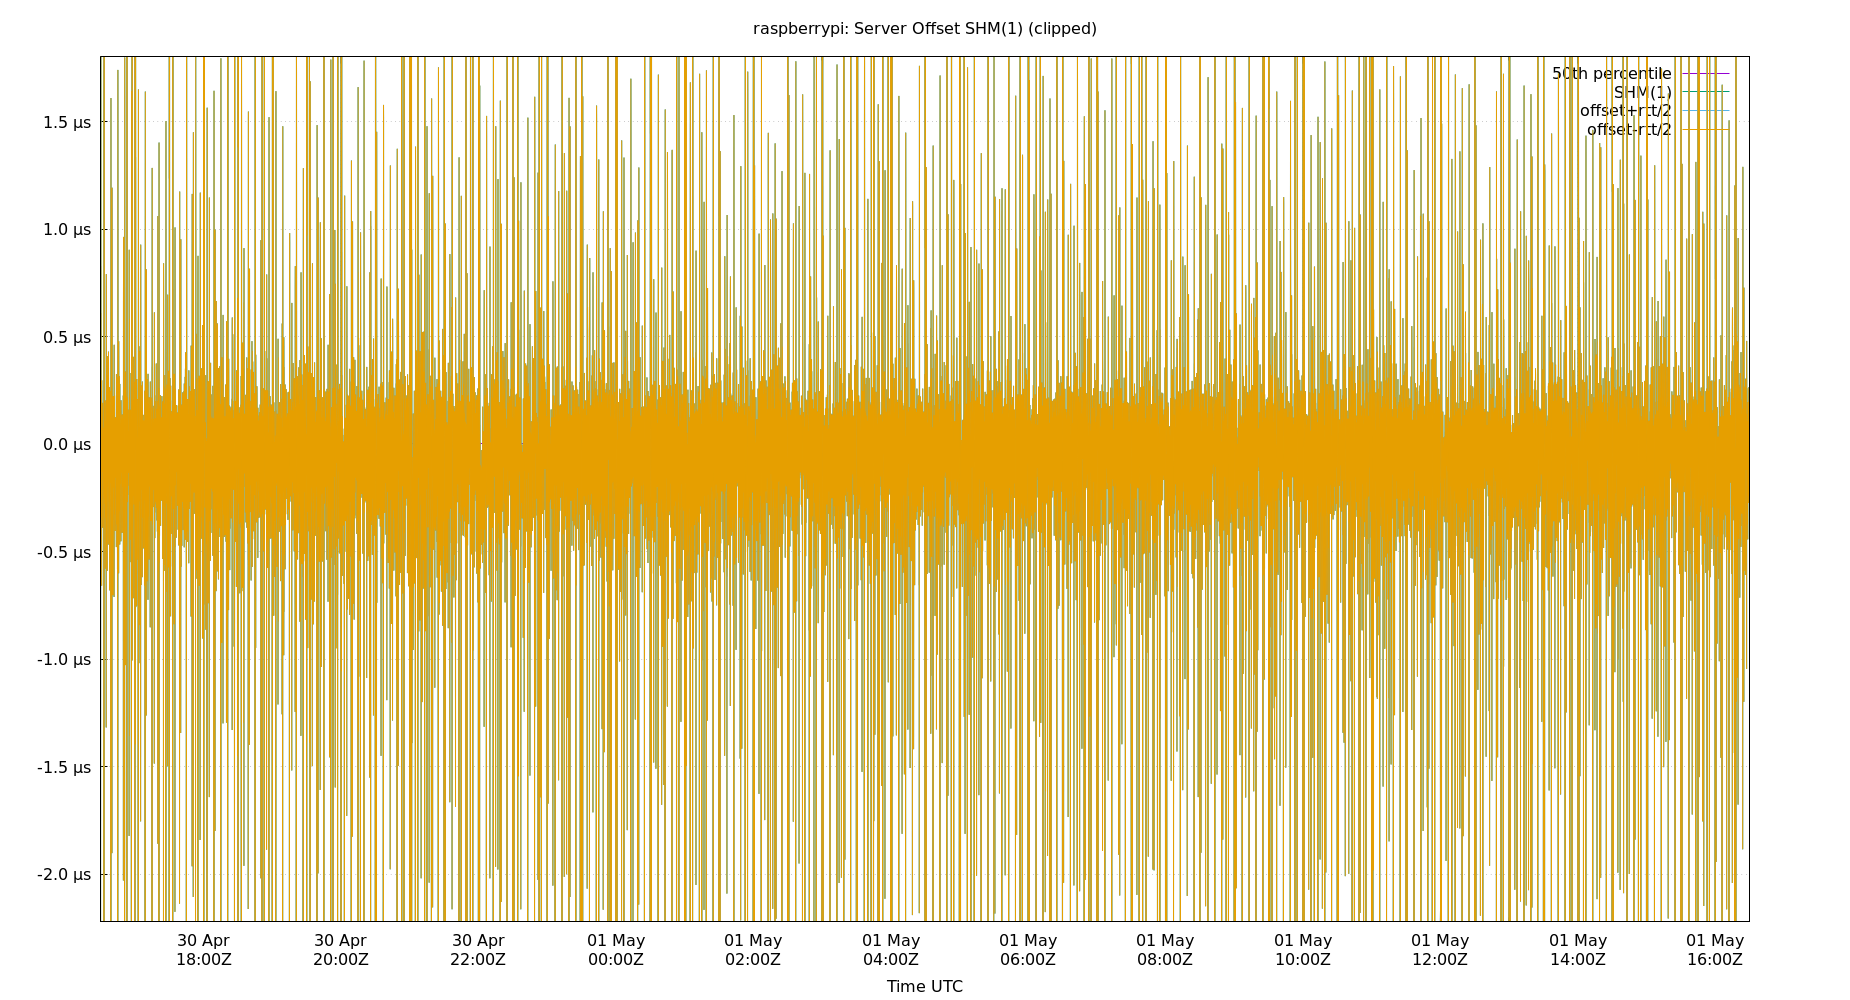 raspberrypi: Server Offset SHM(1) (clipped)
50th percentile
SHM(1)
offset+rtt/2
offset-rtt/2
1.5 µs
1.0 µs
0.5 µs
0.0 µs
-0.5 µs
-1.0 µs
-1.5 µs
-2.0 µs
30 Apr 30 Apr 30 Apr 01 May 01 May 01 May 01 May 01 May 01 May 01 May 01 May 01 May
18:00Z 20:00Z 22:00Z 00:00Z 02:00Z 04:00Z 06:00Z 08:00Z 10:00Z 12:00Z 14:00Z 16:00Z
Time UTC